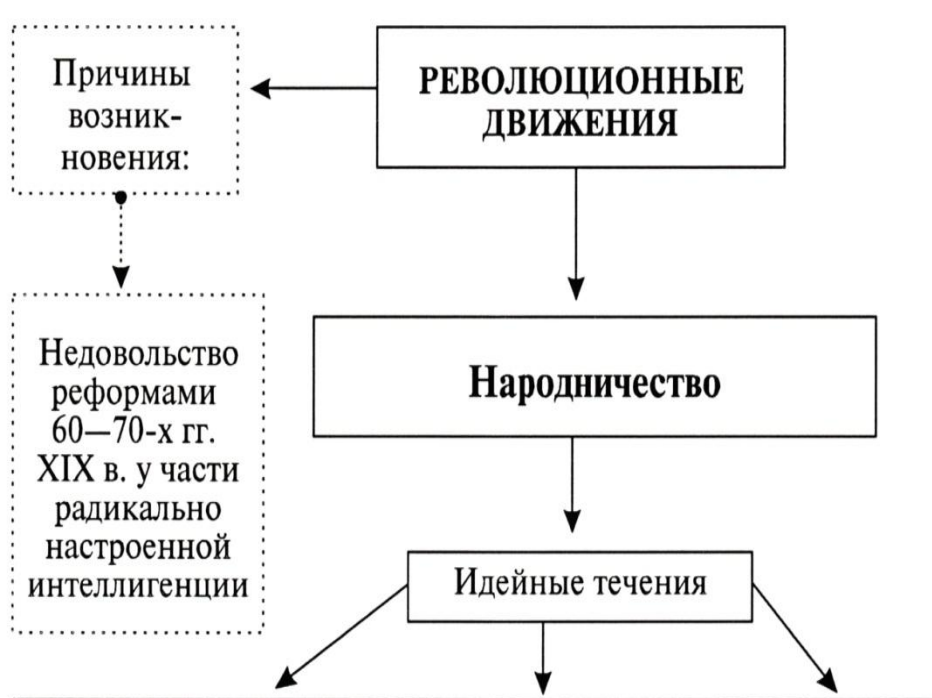 Причины
возник-
новения:
РЕВОЛЮЦИОННЫЕ
ДВИЖЕНИЯ
Недовольство
реформами
60—70-х гг.
XIX в. у части
радикально
настроенной
интеллигенции
Народничество
Идейные течения